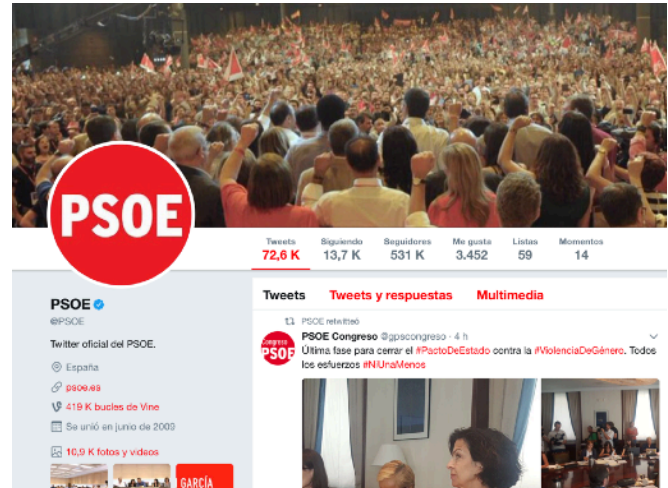 PSOE
Tweets Siguiendo Seguidores Me gusta Listas Momentos
72,6 K 13,7 K 531 K 3.452 59 14
PSOE
@PSOE
Twitter oficial del PSOE.
España
psoe.es
419 K bucles de Vine
Se unió en junio de 2009
10,9 K fotos y videos
GARCÍA
Tweets Tweets y respuestas Multimedia
PSOE retwitteó
Congreso
PSOE
PSOE Congreso @gpscongreso · 4 h
Última fase para cerrar el #PactoDeEstado contra la #ViolenciaDeGénero. Todos
los esfuerzos #NiUnaMenos